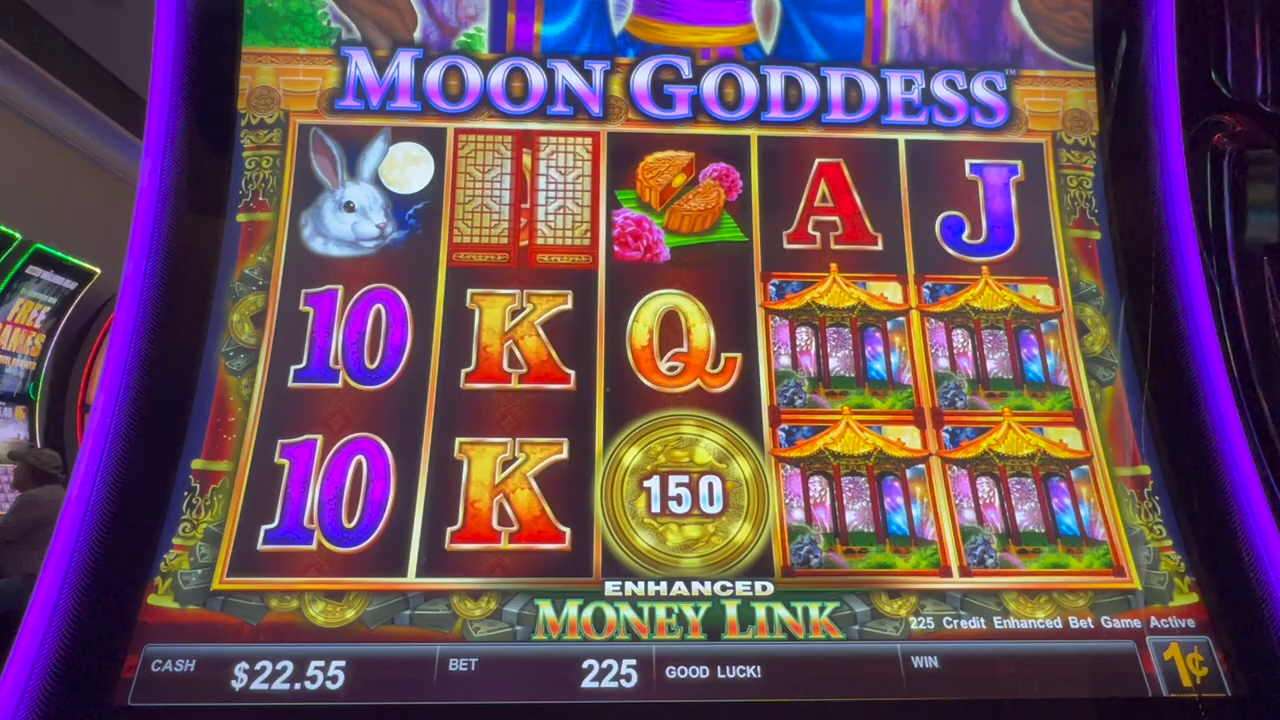 MOON GODDESS™
A
J
10
K
Q
10
K
150
ENHANCED
MONEY LINK
225 Credit Enhanced Bet Game Active
CASH $22.55 BET 225 GOOD LUCK! WIN 1¢
FREE
GAMES